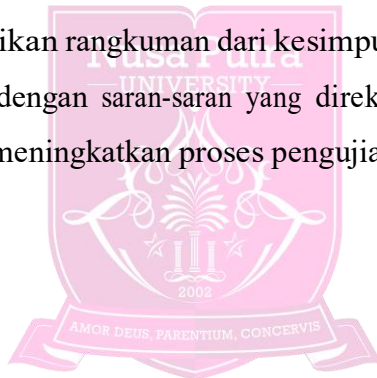 ikan rangkuman dari kesimpu
Nusa Putra
UNIVERSITY
dengan saran-saran yang direk
meningkatkan proses pengujia
2002
AMOR DEUS, PARENTIUM, CONCERVIS